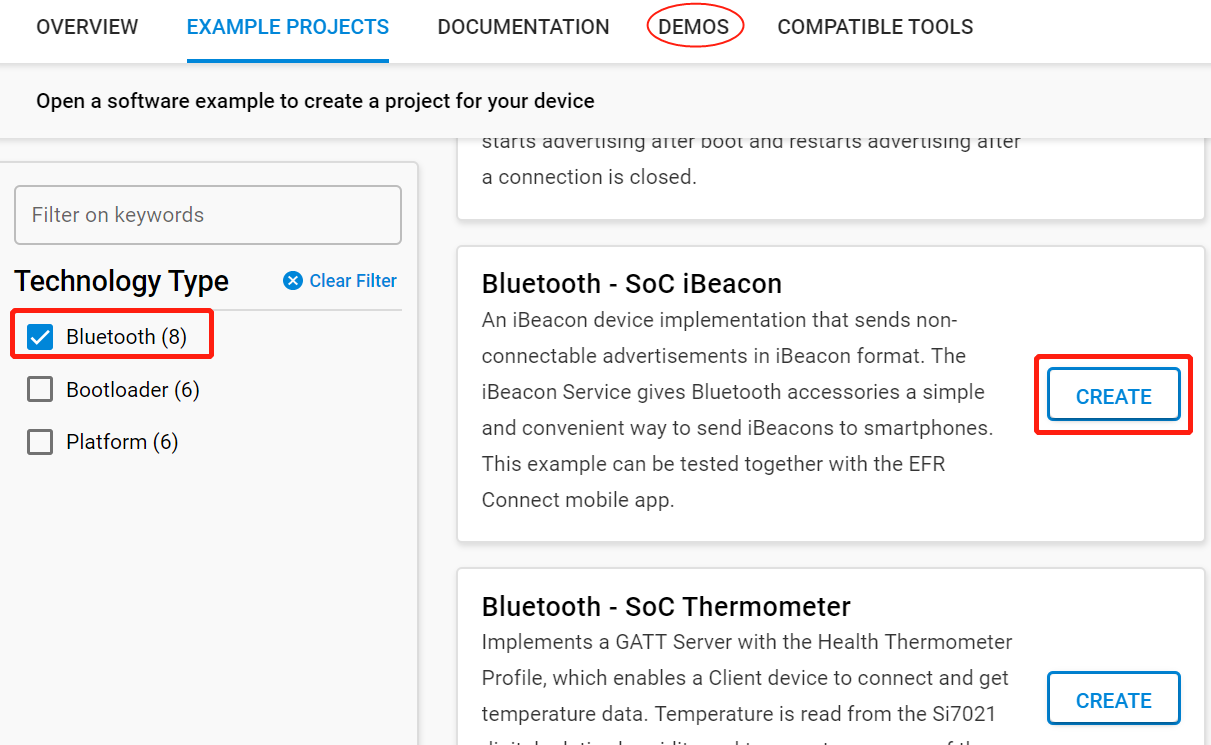 OVERVIEW
EXAMPLE PROJECTS
DOCUMENTATION
DEMOS
COMPATIBLE TOOLS
Open a software example to create a project for your device
Filter on keywords
Technology Type
Clear Filter
Bluetooth (8)
Bootloader (6)
Platform (6)
starts advertising after boot and restarts advertising after
a connection is closed.
Bluetooth - SoC iBeacon
An iBeacon device implementation that sends non-
connectable advertisements in iBeacon format. The
iBeacon Service gives Bluetooth accessories a simple
and convenient way to send iBeacons to smartphones.
This example can be tested together with the EFR
Connect mobile app.
CREATE
Bluetooth - SoC Thermometer
Implements a GATT Server with the Health Thermometer
Profile, which enables a Client device to connect and get
temperature data. Temperature is read from the Si7021
CREATE